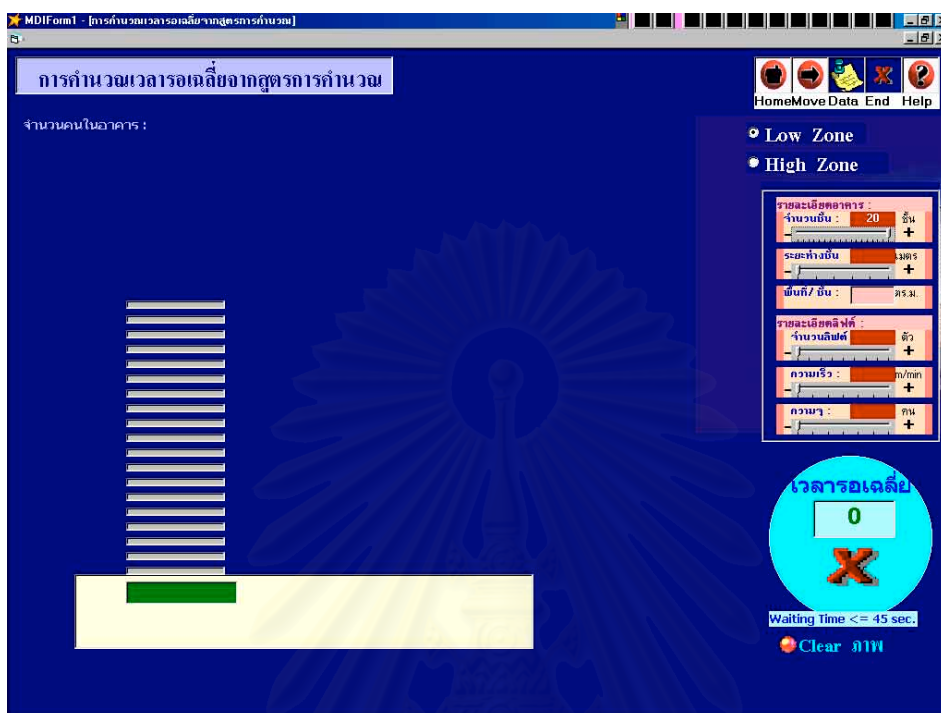 MDIForm1 - [การคำนวณเวลารอเฉลี่ยจากสูตรการคำนวณ]
การคำนวณเวลารอเฉลี่ยจากสูตรการคำนวณ
Home Move Data End Help
จำนวนคนในอาคาร :
Low Zone
High Zone
รายละเอียดอาคาร :
จำนวนชั้น : 20 ชั้น
- +
ระยะห่างชั้น เมตร
- +
พื้นที่/ ชั้น : ตร.ม.
รายละเอียดลิฟต์ :
จำนวนลิฟต์ ตัว
- +
ความเร็ว : m/min
- +
ความจุ : คน
- +
เวลารอเฉลี่ย
0
Waiting Time <= 45 sec.
Clear ภาพ